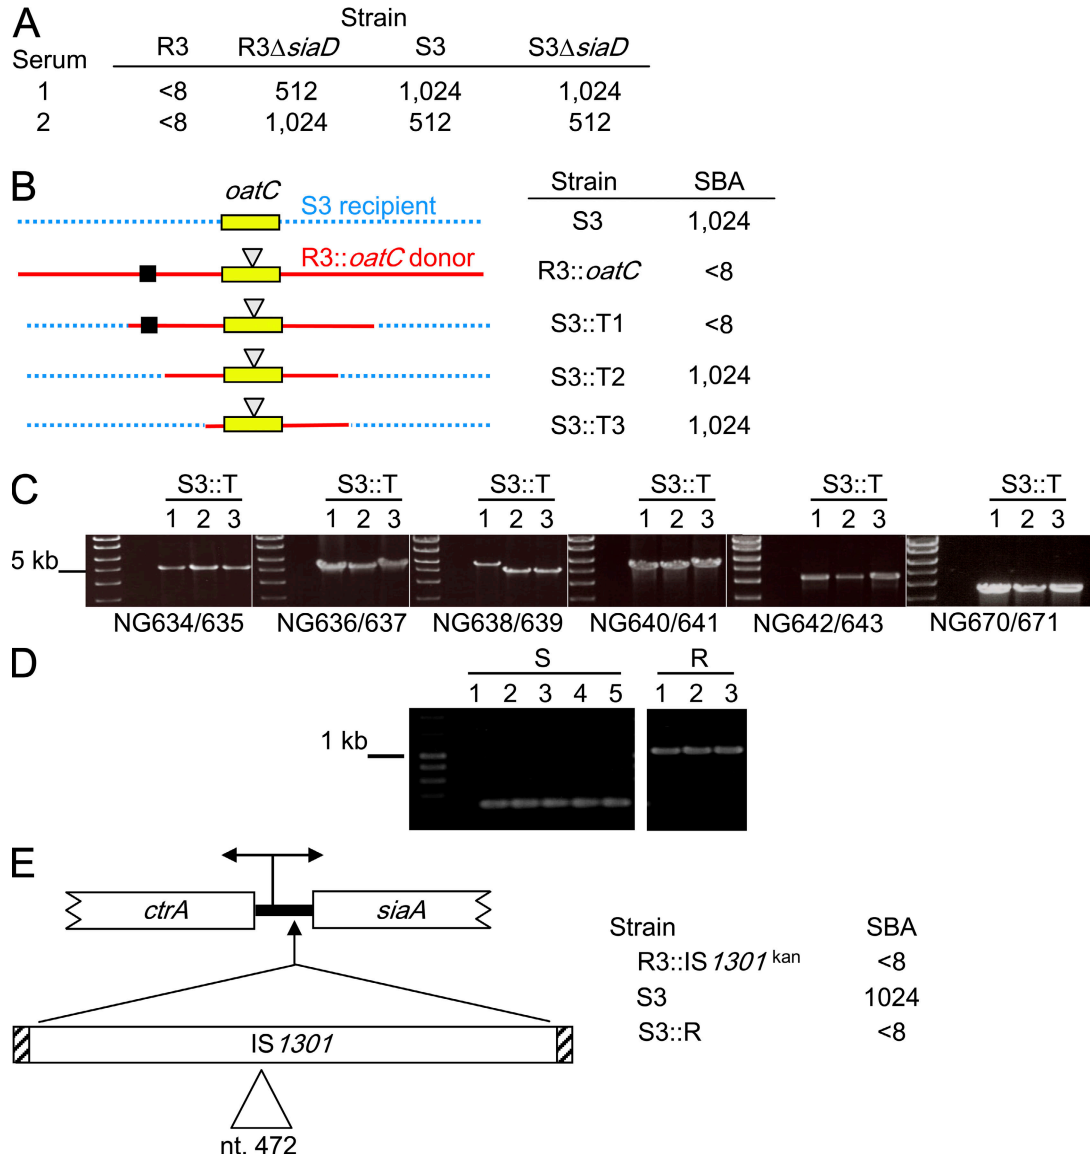 A
Strain
Serum R3 R3ΔsiaD S3 S3ΔsiaD
1 <8 512 1,024 1,024
2 <8 1,024 512 512
B
oatC
S3 recipient
R3::oatC donor
Strain SBA
S3 1,024
R3::oatC <8
S3::T1 <8
S3::T2 1,024
S3::T3 1,024
C
S3::T S3::T S3::T S3::T S3::T S3::T
1 2 3 1 2 3 1 2 3 1 2 3 1 2 3 1 2 3
5 kb
NG634/635 NG636/637 NG638/639 NG640/641 NG642/643 NG670/671
D
S R
1 2 3 4 5 1 2 3
1 kb
E
ctrA siaA
IS1301
nt. 472
Strain SBA
R3::IS1301 kan <8
S3 1024
S3::R <8